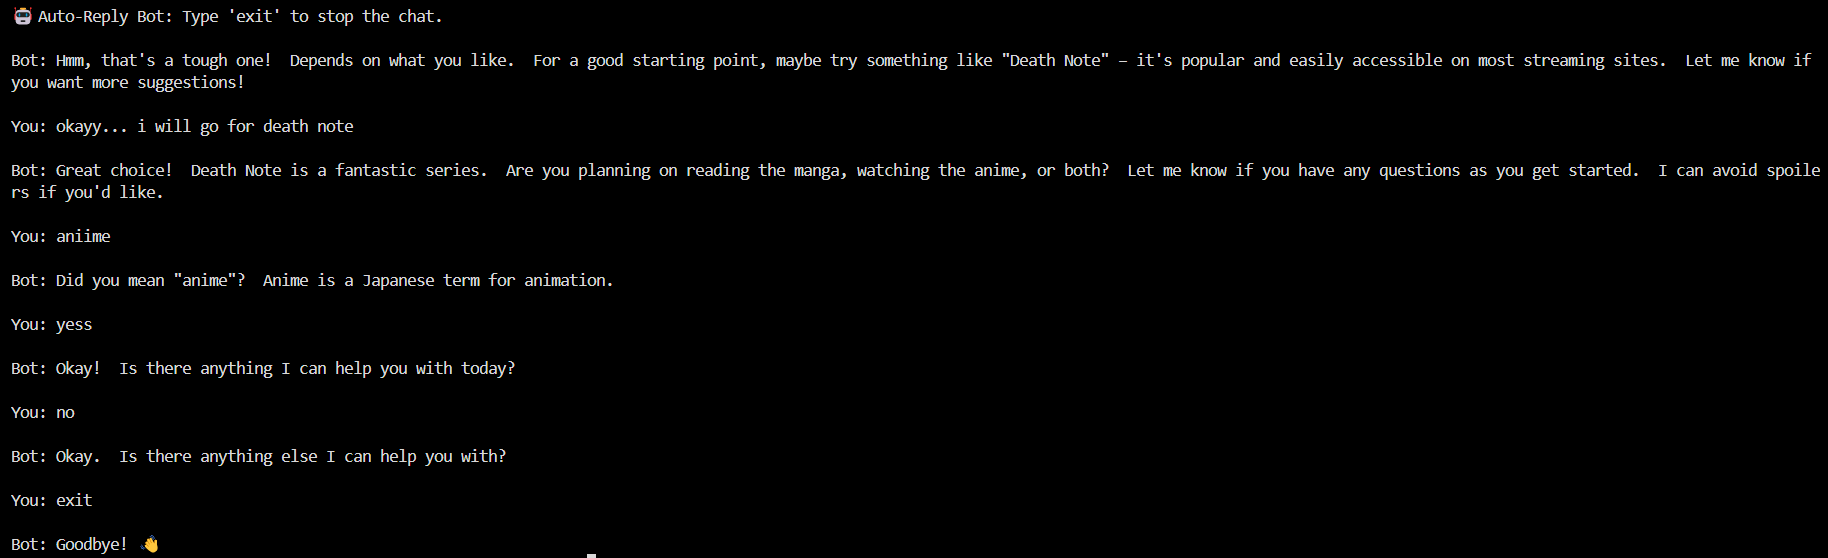 🤖 Auto-Reply Bot: Type 'exit' to stop the chat.
Bot: Hmm, that's a tough one!  Depends on what you like.  For a good starting point, maybe try something like "Death Note" – it's popular and easily accessible on most streaming sites.  Let me know if
you want more suggestions!
You: okayy... i will go for death note
Bot: Great choice!  Death Note is a fantastic series.  Are you planning on reading the manga, watching the anime, or both?  Let me know if you have any questions as you get started.  I can avoid spoile
rs if you'd like.
You: aniime
Bot: Did you mean "anime"?  Anime is a Japanese term for animation.
You: yess
Bot: Okay!  Is there anything I can help you with today?
You: no
Bot: Okay.  Is there anything else I can help you with?
You: exit
Bot: Goodbye! 👋